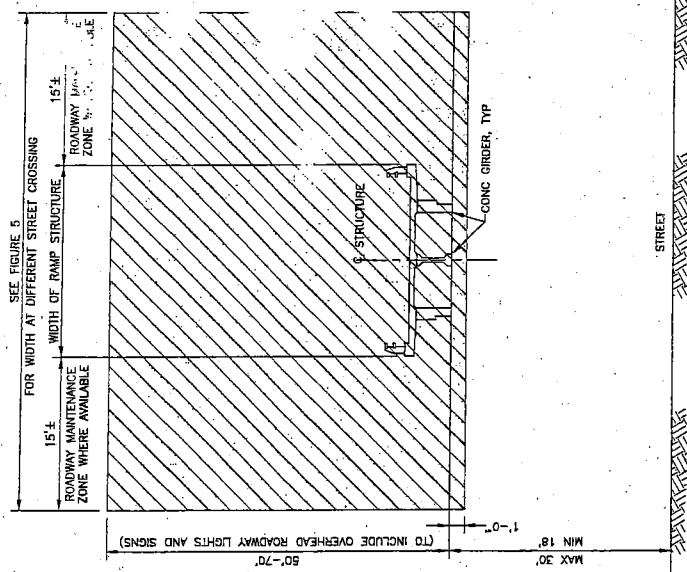 SEE FIGURE 5
FOR WIDTH AT DIFFERENT STREET CROSSING
15'±
WIDTH OF RAMP STRUCTURE
15'±
ROADWAY MAINTENANCE
ZONE WHERE AVAILABLE
ROADWAY
ZONE
℄ STRUCTURE
CONC GIRDER, TYP
STREET
50'-70'
(TO INCLUDE OVERHEAD ROADWAY LIGHTS AND SIGNS)
1'-0"
MAX 30'
MIN 18'